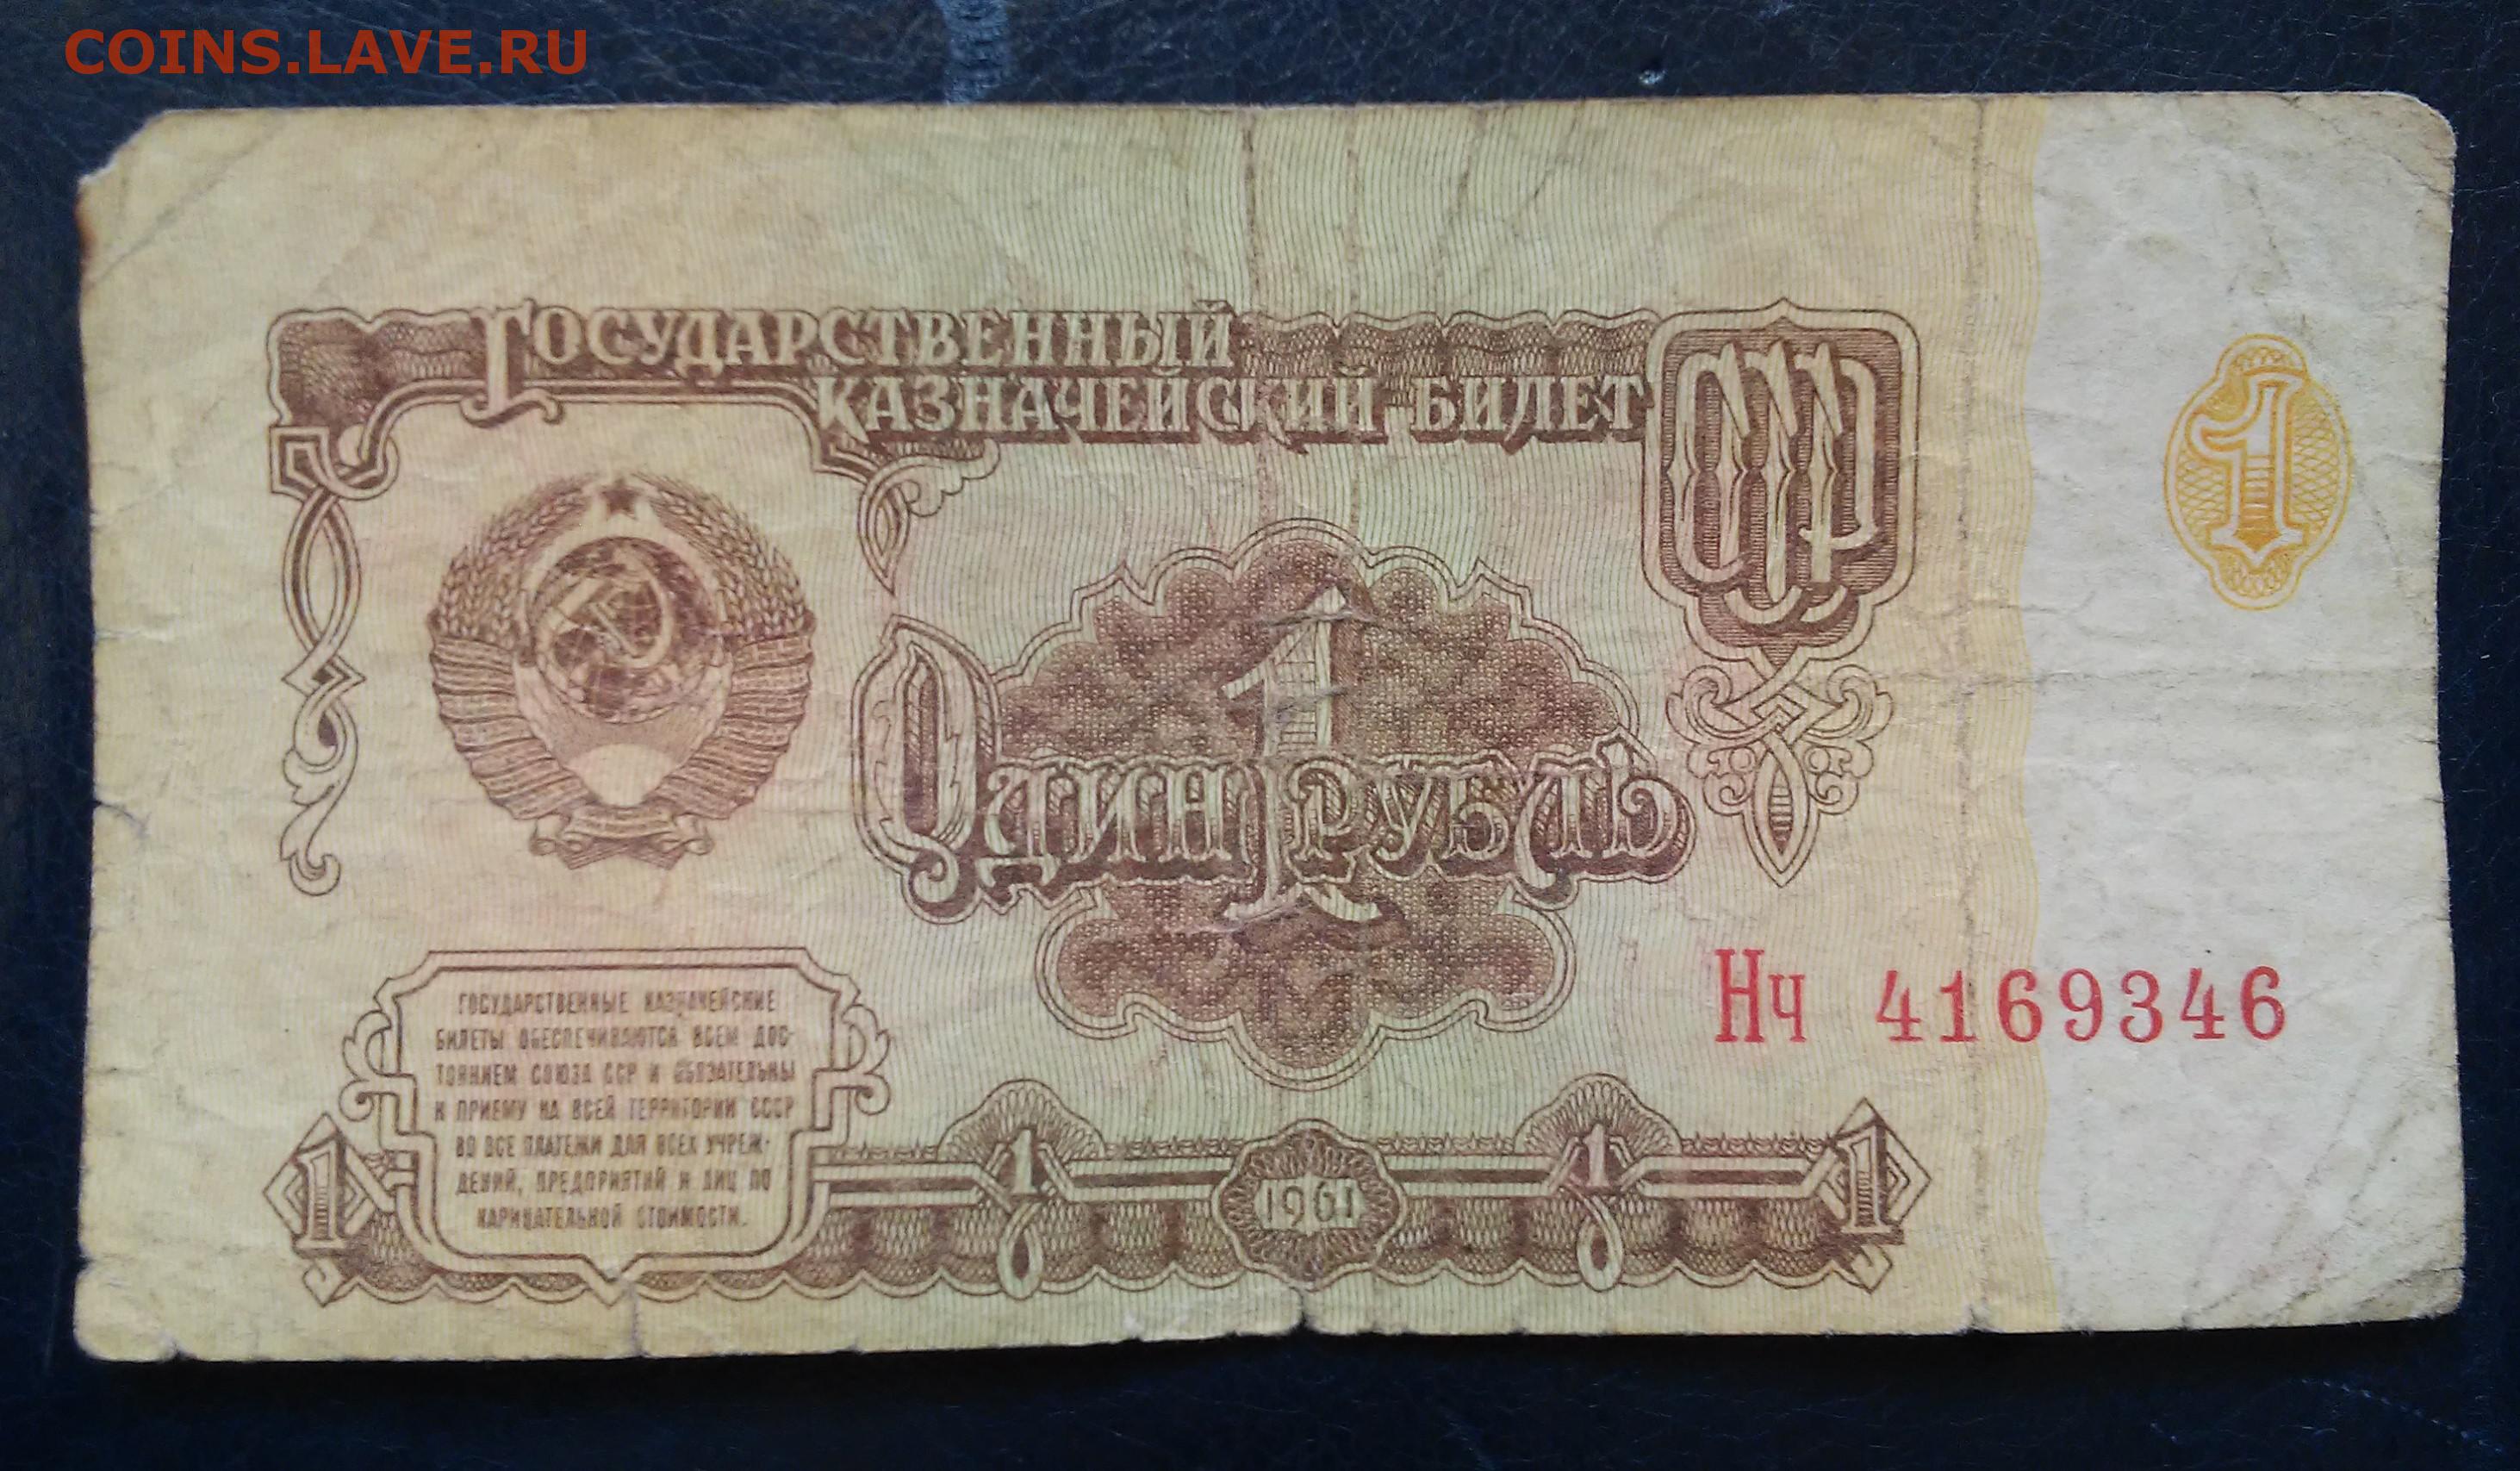 COINS.LAVE.RU
ГОСУДАРСТВЕННЫЙ
КАЗНАЧЕЙСКИЙ БИЛЕТ
СССР
1
1
ОДИН РУБЛЬ
Нч 4169346
ГОСУДАРСТВЕННЫЕ КАЗНАЧЕЙСКИЕ
БИЛЕТЫ ОБЕСПЕЧИВАЮТСЯ ВСЕМ ДОС-
ТОЯНИЕМ СОЮЗА ССР И ОБЯЗАТЕЛЬНЫ
К ПРИЕМУ НА ВСЕЙ ТЕРРИТОРИИ СССР
ВО ВСЕ ПЛАТЕЖИ ДЛЯ ВСЕХ УЧРЕЖ-
ДЕНИЙ, ПРЕДПРИЯТИЙ И ЛИЦ ПО
НАРИЦАТЕЛЬНОЙ СТОИМОСТИ.
1 1 1 1
1961